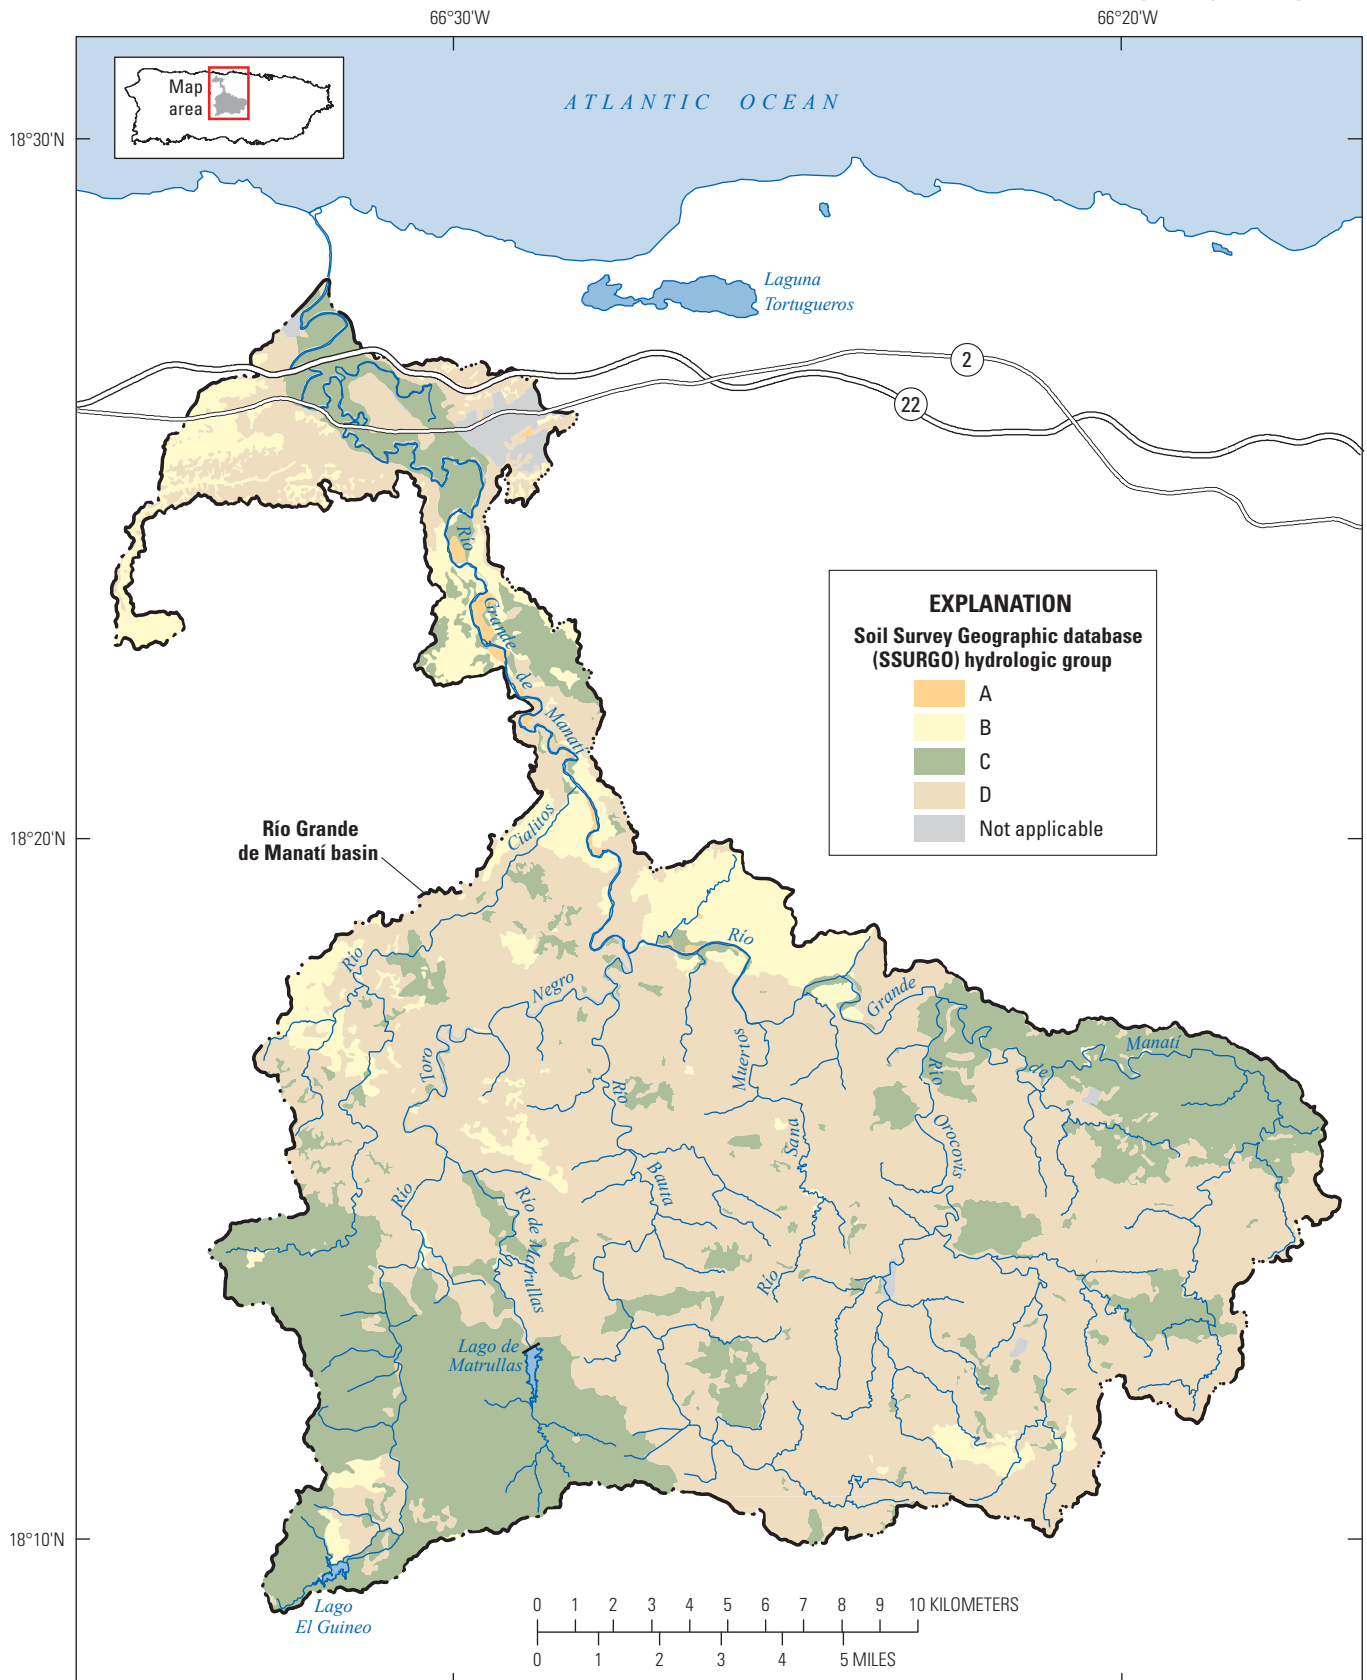 66°30'W
66°20'W
Map
area
ATLANTIC OCEAN
18°30'N
Laguna
Tortugueros
2
22
Río
Grande
de
Manatí
EXPLANATION
Soil Survey Geographic database
(SSURGO) hydrologic group
A
B
C
D
Not applicable
18°20'N
Río Grande
de Manatí basin
Cialitos
Río
Río
Grande
de
Manatí
Negro
Toro
Río
Muertos
Sana
Río
Río
Orocovis
Río
Bauta
Río de Matrullas
Lago de
Matrullas
18°10'N
Lago
El Guineo
0 1 2 3 4 5 6 7 8 9 10 KILOMETERS
0 1 2 3 4 5 MILES